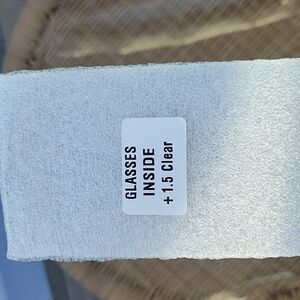 GLASSES
INSIDE
+ 1.5 Clear